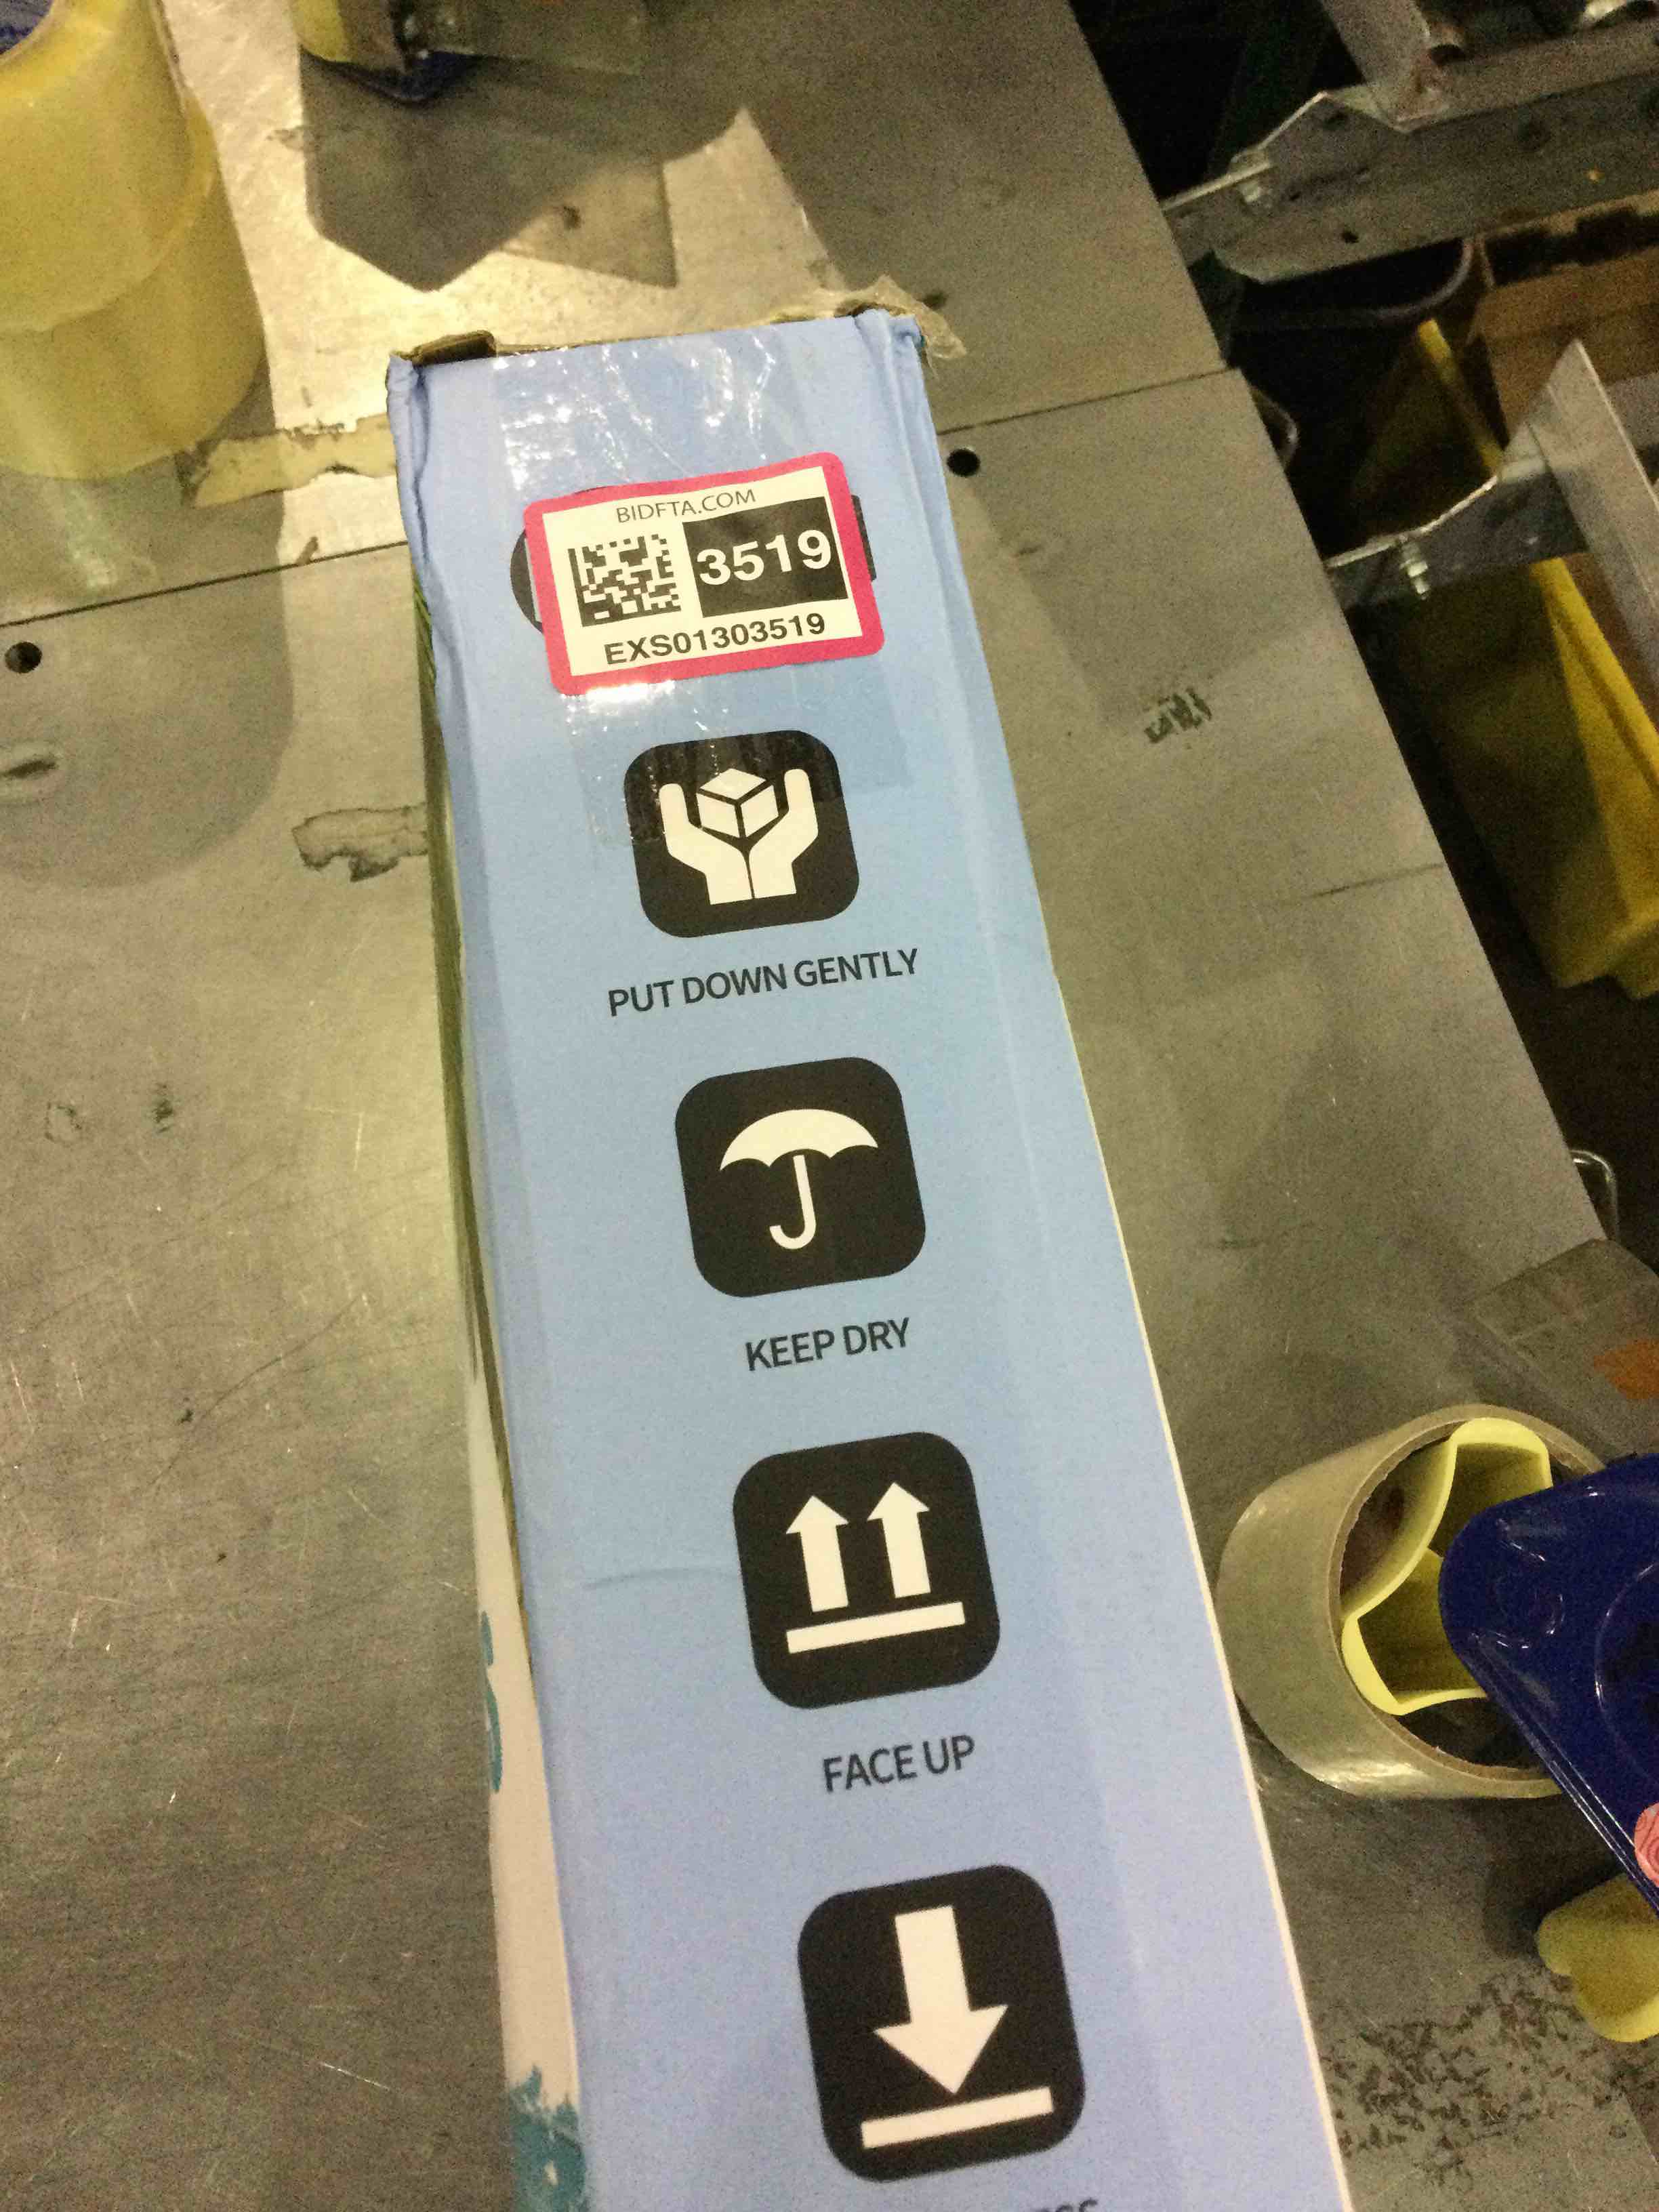 BIDFTA.COM
3519
EXS01303519
PUT DOWN GENTLY
KEEP DRY
FACE UP